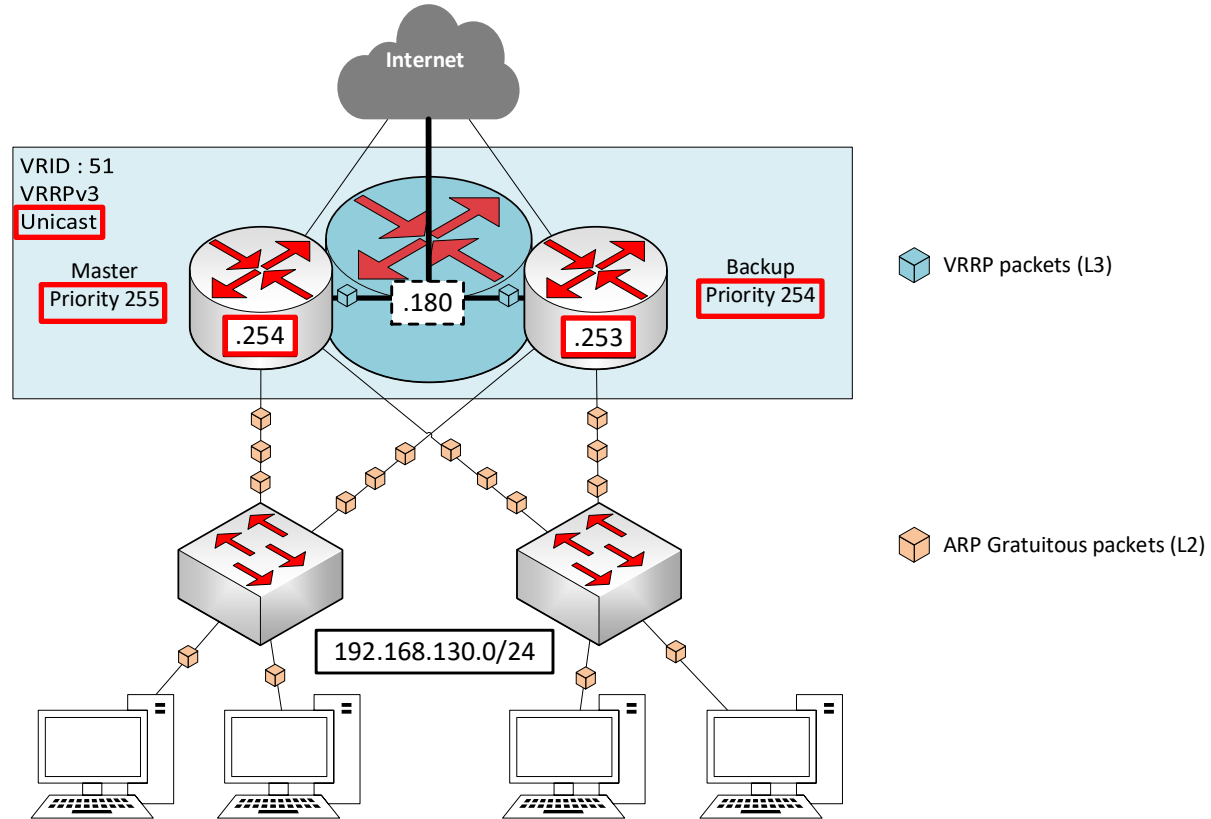 Internet
VRID : 51
VRRPv3
Unicast
Master
Priority 255
Backup
Priority 254
.180
.254
.253
VRRP packets (L3)
ARP Gratuitous packets (L2)
192.168.130.0/24